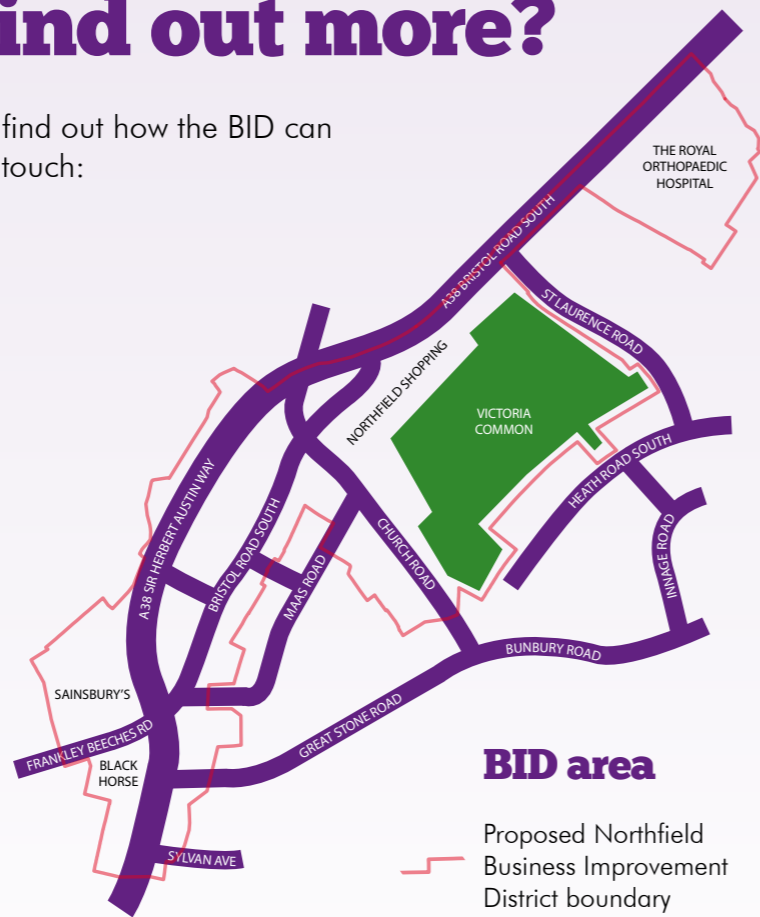 ind out more?
find out how the BID can
touch:
THE ROYAL
ORTHOPAEDIC
HOSPITAL
A38 BRISTOL ROAD SOUTH
ST LAURENCE ROAD
NORTHFIELD SHOPPING
VICTORIA
COMMON
HEATH ROAD SOUTH
A38 SIR HERBERT AUSTIN WAY
BRISTOL ROAD SOUTH
MAAS ROAD
CHURCH ROAD
INNAGE ROAD
BUNBURY ROAD
SAINSBURY'S
GREAT STONE ROAD
FRANKLEY BEECHES RD
BLACK
HORSE
SYLVAN AVE
BID area
Proposed Northfield
Business Improvement
District boundary